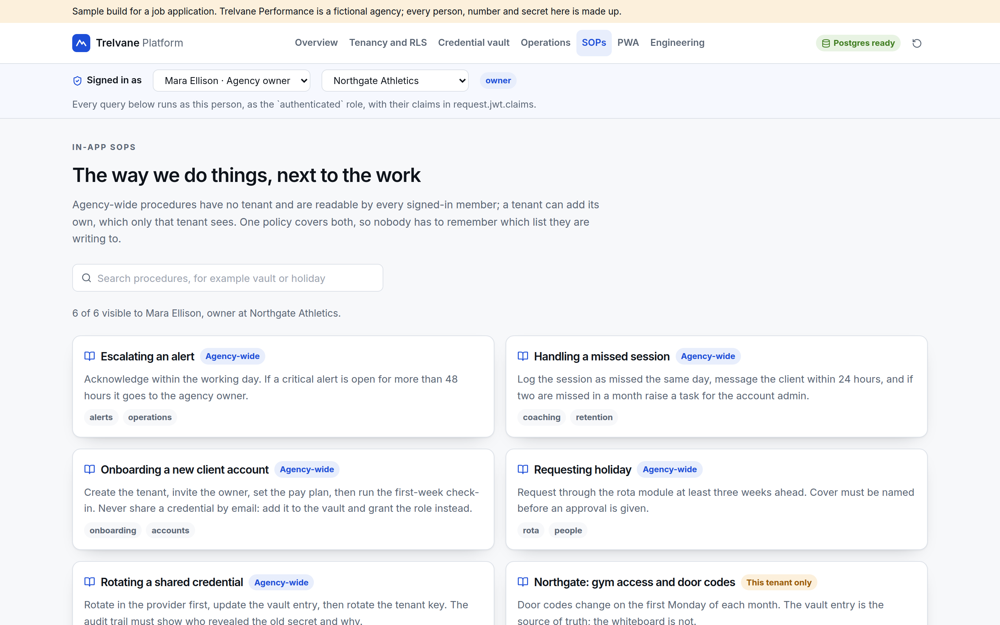 Sample build for a job application. Trelvane Performance is a fictional agency; every person, number and secret here is made up.
Trelvane Platform
Overview
Tenancy and RLS
Credential vault
Operations
SOPs
PWA
Engineering
Postgres ready
Signed in as
Mara Ellison · Agency owner
Northgate Athletics
owner
Every query below runs as this person, as the `authenticated` role, with their claims in request.jwt.claims.
IN-APP SOPS
The way we do things, next to the work
Agency-wide procedures have no tenant and are readable by every signed-in member; a tenant can add its
own, which only that tenant sees. One policy covers both, so nobody has to remember which list they are
writing to.
Search procedures, for example vault or holiday
6 of 6 visible to Mara Ellison, owner at Northgate Athletics.
Escalating an alert
Agency-wide
Acknowledge within the working day. If a critical alert is open for more than 48
hours it goes to the agency owner.
alerts
operations
Handling a missed session
Agency-wide
Log the session as missed the same day, message the client within 24 hours, and if
two are missed in a month raise a task for the account admin.
coaching
retention
Onboarding a new client account
Agency-wide
Create the tenant, invite the owner, set the pay plan, then run the first-week check-
in. Never share a credential by email: add it to the vault and grant the role instead.
onboarding
accounts
Requesting holiday
Agency-wide
Request through the rota module at least three weeks ahead. Cover must be named
before an approval is given.
rota
people
Rotating a shared credential
Agency-wide
Rotate in the provider first, update the vault entry, then rotate the tenant key. The
audit trail must show who revealed the old secret and why.
Northgate: gym access and door codes
This tenant only
Door codes change on the first Monday of each month. The vault entry is the
source of truth; the whiteboard is not.